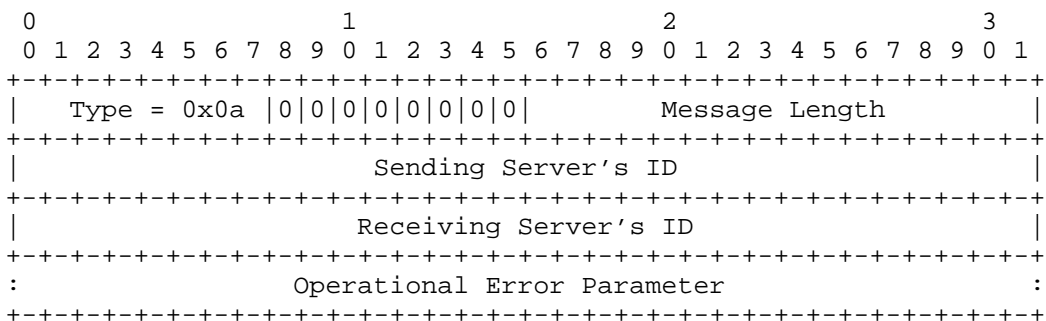 0                   1                   2                   3
 0 1 2 3 4 5 6 7 8 9 0 1 2 3 4 5 6 7 8 9 0 1 2 3 4 5 6 7 8 9 0 1
+-+-+-+-+-+-+-+-+-+-+-+-+-+-+-+-+-+-+-+-+-+-+-+-+-+-+-+-+-+-+-+-+
|   Type = 0x0a |0|0|0|0|0|0|0|0|        Message Length         |
+-+-+-+-+-+-+-+-+-+-+-+-+-+-+-+-+-+-+-+-+-+-+-+-+-+-+-+-+-+-+-+-+
|                      Sending Server’s ID                      |
+-+-+-+-+-+-+-+-+-+-+-+-+-+-+-+-+-+-+-+-+-+-+-+-+-+-+-+-+-+-+-+-+
|                     Receiving Server’s ID                     |
+-+-+-+-+-+-+-+-+-+-+-+-+-+-+-+-+-+-+-+-+-+-+-+-+-+-+-+-+-+-+-+-+
:                 Operational Error Parameter                   :
+-+-+-+-+-+-+-+-+-+-+-+-+-+-+-+-+-+-+-+-+-+-+-+-+-+-+-+-+-+-+-+-+